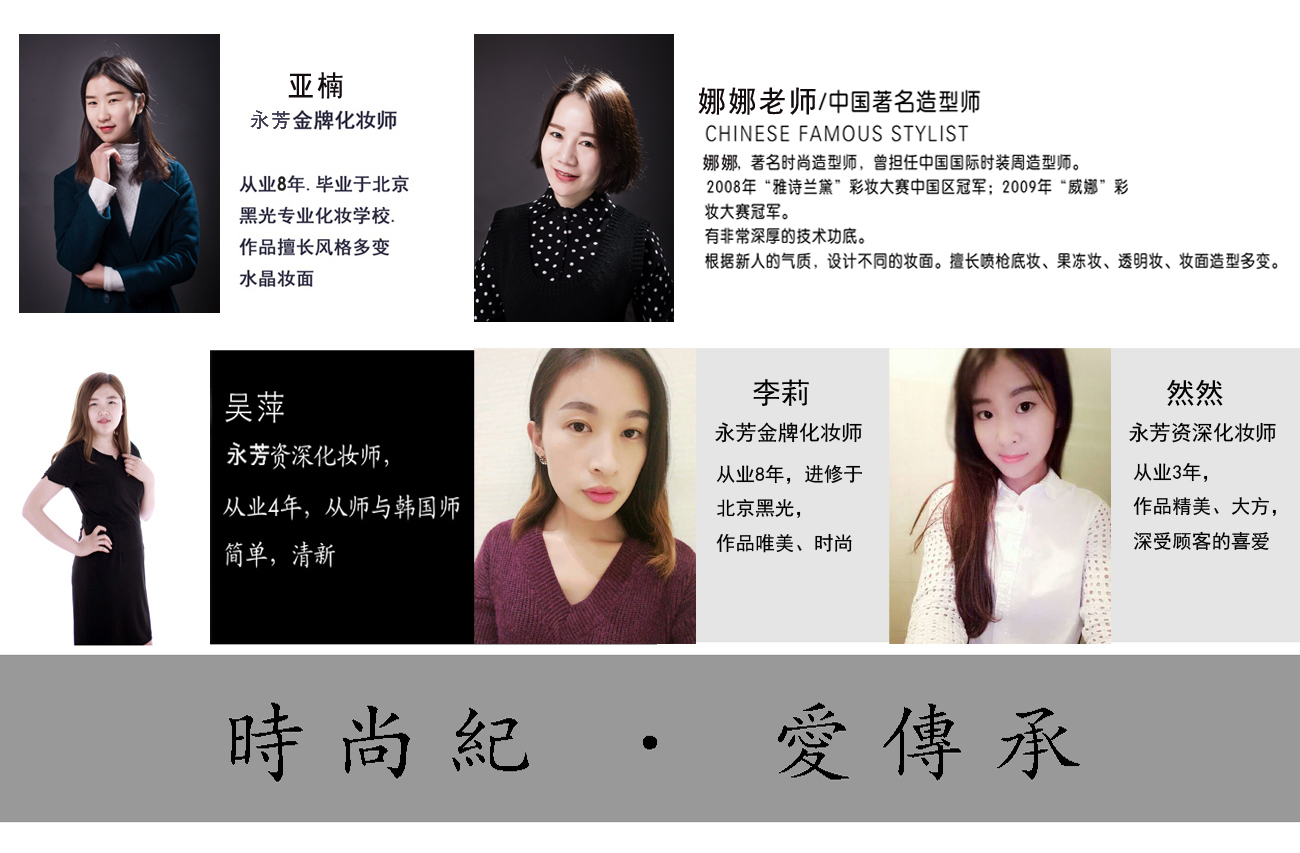 亚楠
永芳金牌化妆师
从业8年. 毕业于北京
黑光专业化妆学校.
作品擅长风格多变
水晶妆面
娜娜老师/中国著名造型师
CHINESE FAMOUS STYLIST
娜娜, 著名时尚造型师，曾担任中国国际时装周造型师。
2008年“雅诗兰黛”彩妆大赛中国区冠军；2009年“威娜”彩
妆大赛冠军。
有非常深厚的技术功底。
根据新人的气质，设计不同的妆面。擅长喷枪底妆、果冻妆、透明妆、妆面造型多变。
吴萍
永芳资深化妆师，
从业4年，从师与韩国师
简单，清新
李莉
永芳金牌化妆师
从业8年，进修于
北京黑光，
作品唯美、时尚
然然
永芳资深化妆师
从业3年，
作品精美、大方，
深受顾客的喜爱
時尚紀·愛傳承